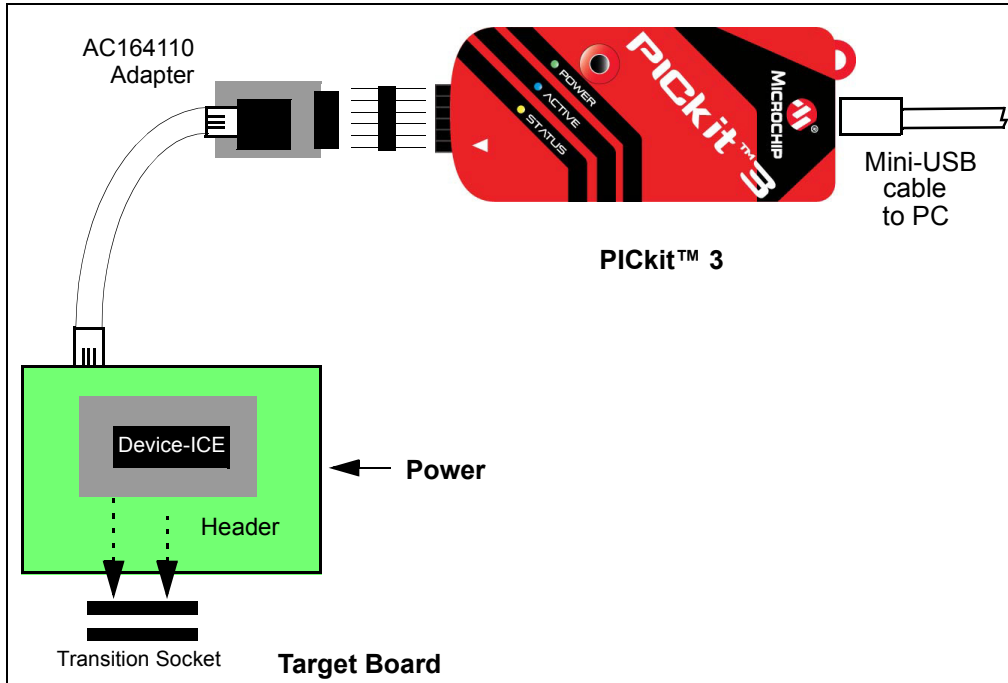 AC164110
Adapter
POWER
ACTIVE
STATUS
PICkit™ 3
MICROCHIP
®
Mini-USB
cable
to PC
PICkit™ 3
Device-ICE
Power
Header
Transition Socket
Target Board